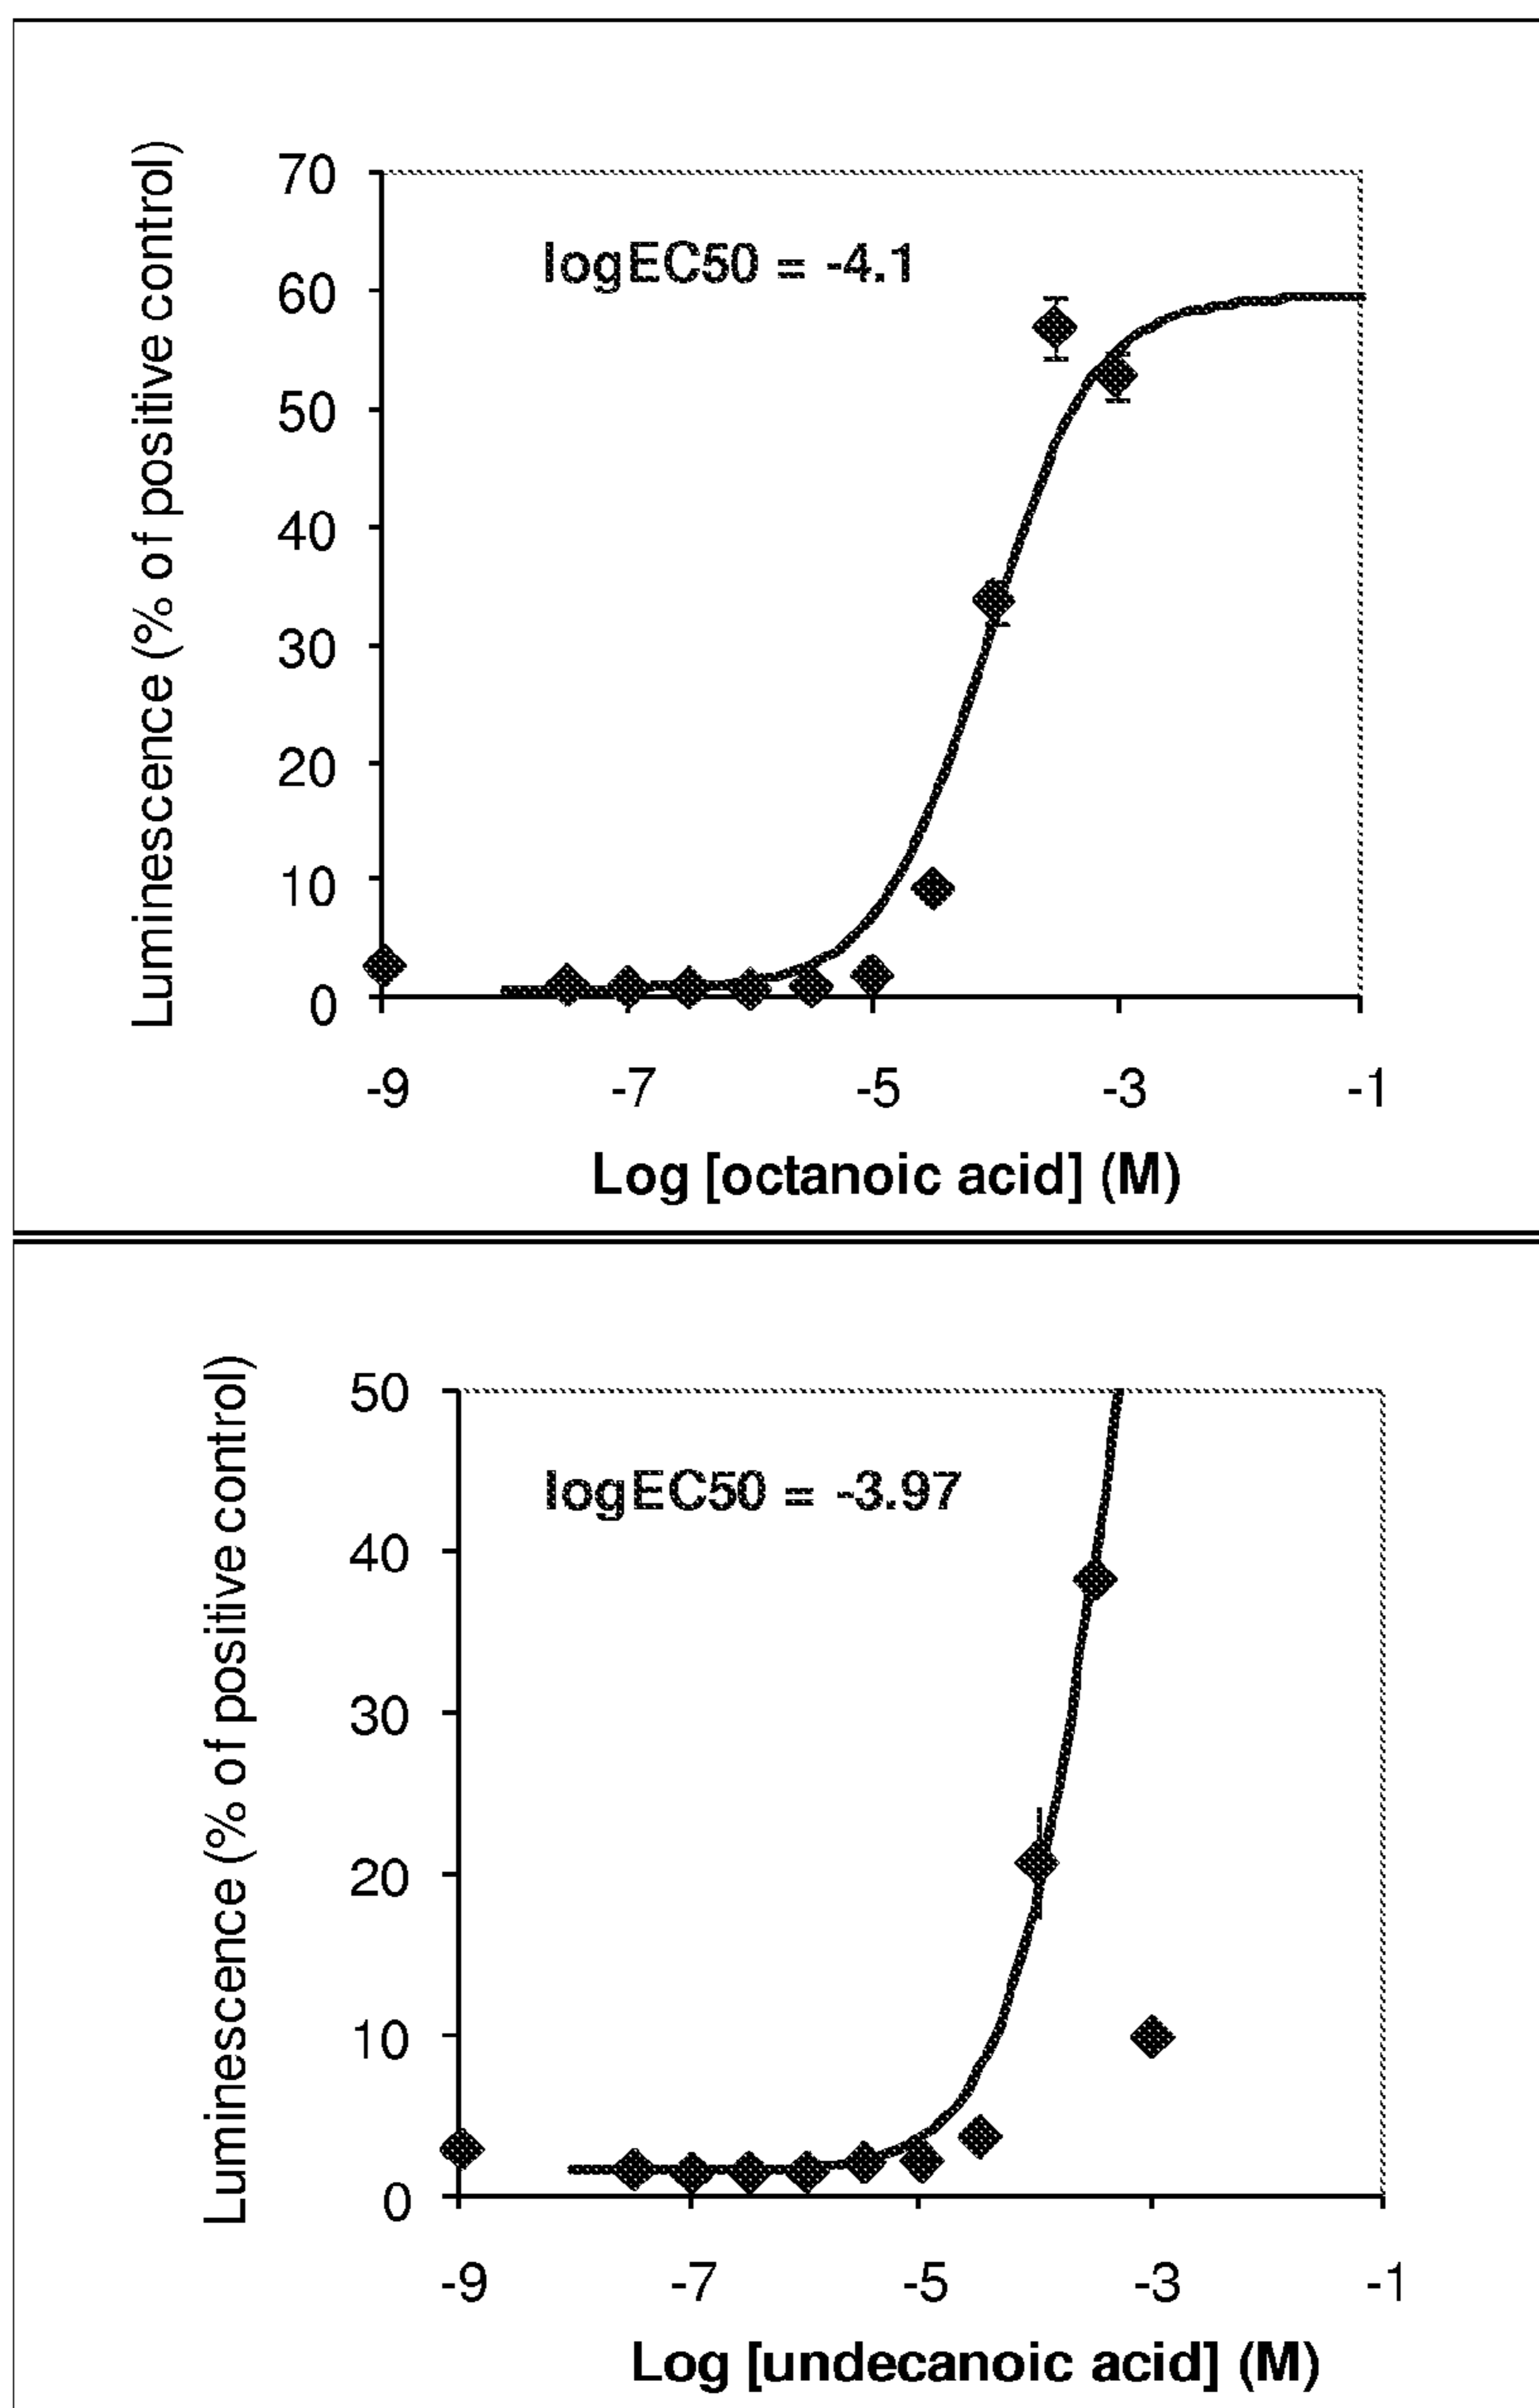 Luminescence (% of positive control)
70
60
50
40
30
20
10
0
logEC50 = -4.1
-9 -7 -5 -3 -1
Log [octanoic acid] (M)
Luminescence (% of positive control)
50
40
30
20
10
0
logEC50 = -3.97
-9 -7 -5 -3 -1
Log [undecanoic acid] (M)